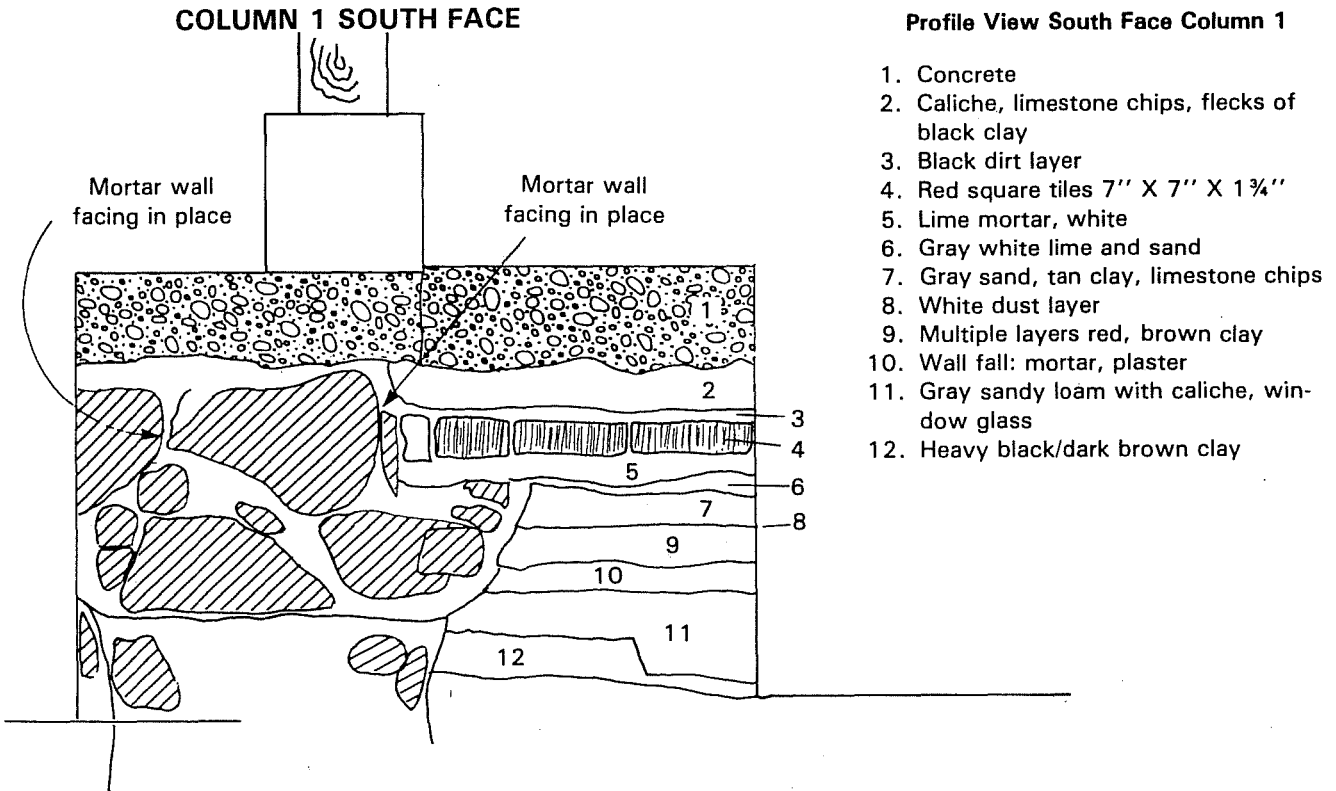 COLUMN 1 SOUTH FACE
Mortar wall
facing in place
Mortar wall
facing in place
1
2
3
4
5
6
7
8
9
10
11
12
Profile View South Face Column 1
1. Concrete
2. Caliche, limestone chips, flecks of
black clay
3. Black dirt layer
4. Red square tiles 7'' X 7'' X 1¾''
5. Lime mortar, white
6. Gray white lime and sand
7. Gray sand, tan clay, limestone chips
8. White dust layer
9. Multiple layers red, brown clay
10. Wall fall: mortar, plaster
11. Gray sandy loam with caliche, win-
dow glass
12. Heavy black/dark brown clay